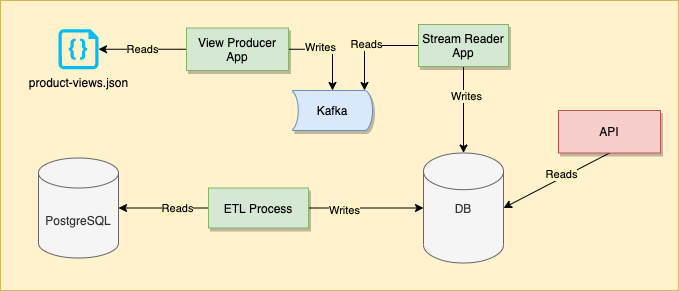 Reads
View Producer
App
Writes
Reads
Stream Reader
App
product-views.json
Kafka
Writes
API
Reads
PostgreSQL
Reads
ETL Process
Writes
DB